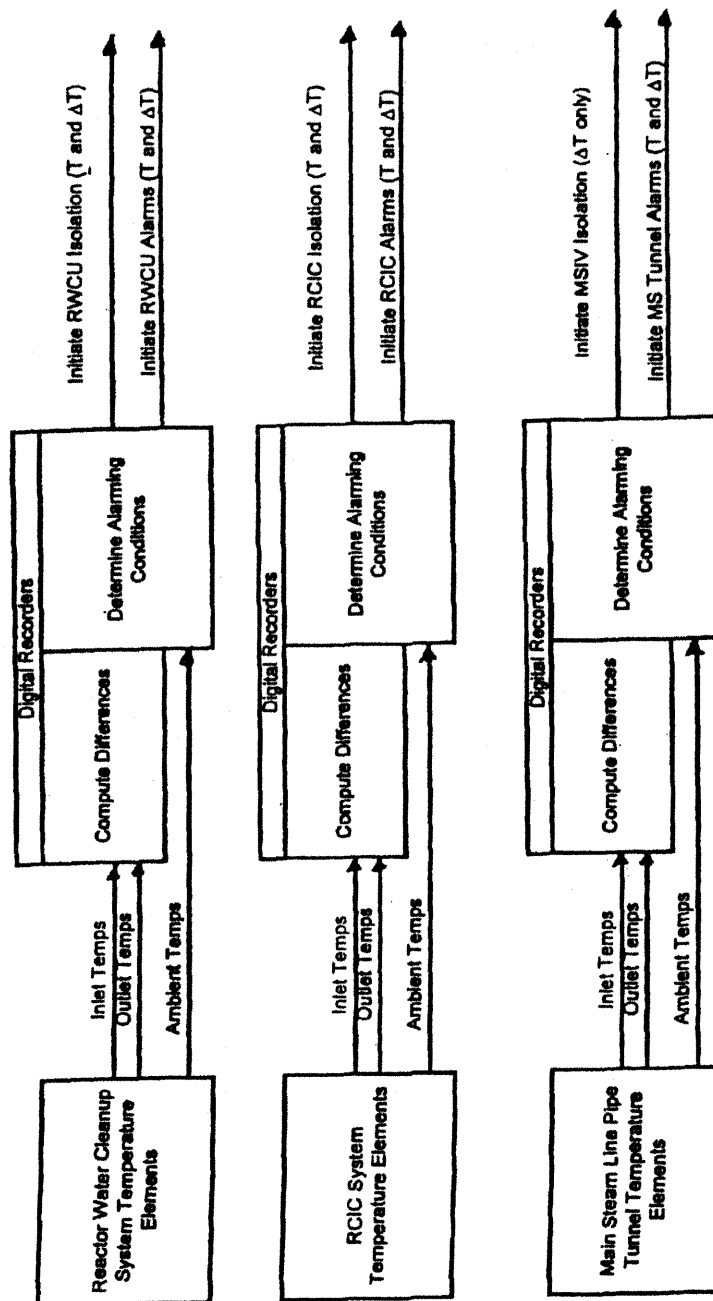 Reactor Water Cleanup
System Temperature
Elements
Inlet Temps
Outlet Temps
Ambient Temps
Digital Recorders
Compute Differences
Determine Alarming
Conditions
Initiate RWCU Isolation (T and ΔT)
Initiate RWCU Alarms (T and ΔT)
RCIC System
Temperature Elements
Inlet Temps
Outlet Temps
Ambient Temps
Digital Recorders
Compute Differences
Determine Alarming
Conditions
Initiate RCIC Isolation (T and ΔT)
Initiate RCIC Alarms (T and ΔT)
Main Steam Line Pipe
Tunnel Temperature
Elements
Inlet Temps
Outlet Temps
Ambient Temps
Digital Recorders
Compute Differences
Determine Alarming
Conditions
Initiate MSIV Isolation (ΔT only)
Initiate MS Tunnel Alarms (T and ΔT)